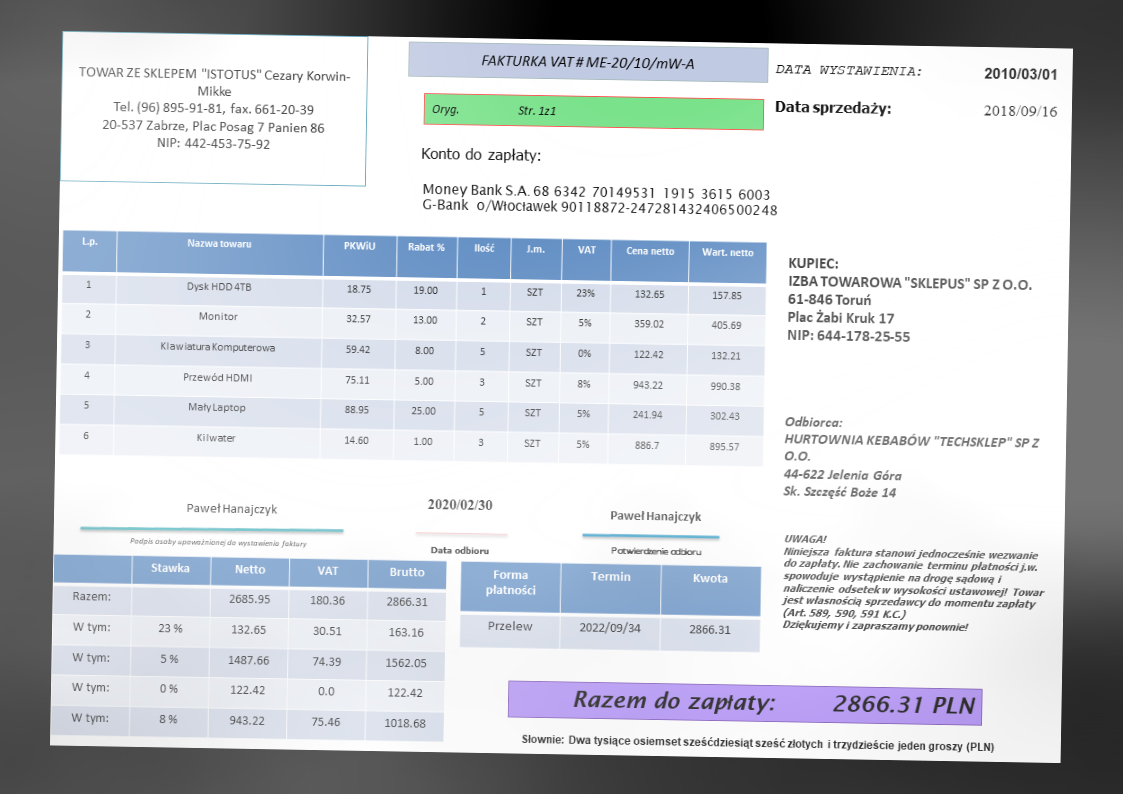 TOWAR ZE SKLEPEM "ISTOTUS" Cezary Korwin-
Mikke
Tel. (96) 895-91-81, fax. 661-20-39
20-537 Zabrze, Plac Posag 7 Panien 86
NIP: 442-453-75-92
FAKTURKA VAT # ME-20/10/mW-A
Oryg. Str. 1z1
DATA WYSTAWIENIA: 2010/03/01
Data sprzedaży: 2018/09/16
Konto do zapłaty:
Money Bank S.A. 68 6342 70149531 1915 3615 6003
G-Bank o/Włocławek 90118872-247281432406500248
L.p. Nazwa towaru PKWiU Rabat % Ilość J.m. VAT Cena netto Wart. netto
1 Dysk HDD 4TB 18.75 19.00 1 SZT 23% 132.65 157.85
2 Monitor 32.57 13.00 2 SZT 5% 359.02 405.69
3 Klawiatura Komputerowa 59.42 8.00 5 SZT 0% 122.42 132.21
4 Przewód HDMI 75.11 5.00 3 SZT 8% 943.22 990.38
5 Mały Laptop 88.95 25.00 5 SZT 5% 241.94 302.43
6 Kilwater 14.60 1.00 3 SZT 5% 886.7 895.57
KUPIEC:
IZBA TOWAROWA "SKLEPUS" SP Z O.O.
61-846 Toruń
Plac Żabi Kruk 17
NIP: 644-178-25-55
Odbiorca:
HURTOWNIA KEBABÓW "TECHSKLEP" SP Z
O.O.
44-622 Jelenia Góra
Sk. Szczęść Boże 14
Paweł Hanajczyk
Podpis osoby upoważnionej do wystawienia faktury
2020/02/30
Data odbioru
Paweł Hanajczyk
Potwierdzenie odbioru
UWAGA!
Niniejsza faktura stanowi jednocześnie wezwanie
do zapłaty. Nie zachowanie terminu płatności j.w.
spowoduje wystąpienie na drogę sądową i
naliczenie odsetek w wysokości ustawowej! Towar
jest własnością sprzedawcy do momentu zapłaty
(Art. 589, 590, 591 K.C.)
Dziękujemy i zapraszamy ponownie!
Stawka Netto VAT Brutto
Razem: 2685.95 180.36 2866.31
W tym: 23 % 132.65 30.51 163.16
W tym: 5 % 1487.66 74.39 1562.05
W tym: 0 % 122.42 0.0 122.42
W tym: 8 % 943.22 75.46 1018.68
Forma
płatności Termin Kwota
Przelew 2022/09/34 2866.31
Razem do zapłaty: 2866.31 PLN
Słownie: Dwa tysiące osiemset sześćdziesiąt sześć złotych i trzydzieście jeden groszy (PLN)